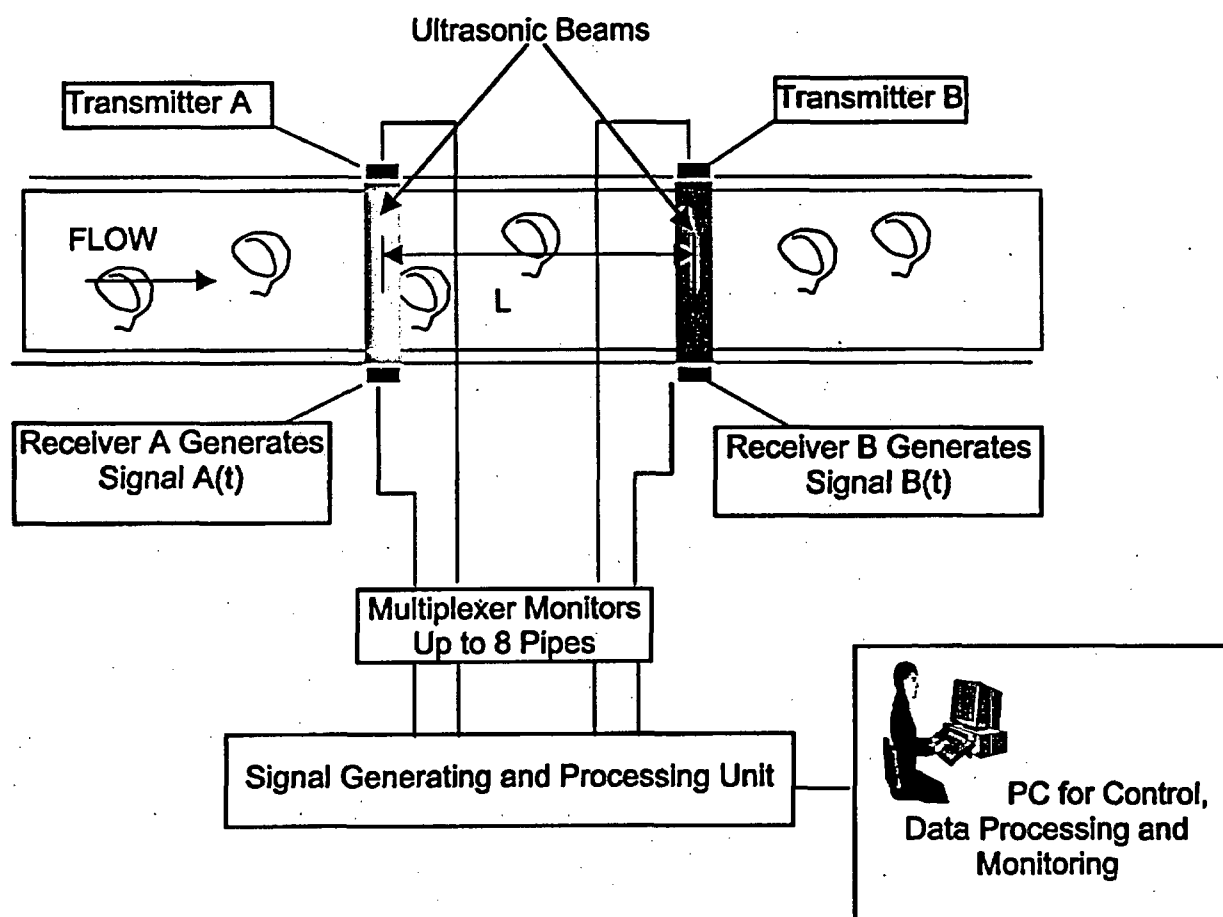 Ultrasonic Beams
Transmitter A
Transmitter B
FLOW
L
Receiver A Generates
Signal A(t)
Receiver B Generates
Signal B(t)
Multiplexer Monitors
Up to 8 Pipes
Signal Generating and Processing Unit
PC for Control,
Data Processing and
Monitoring